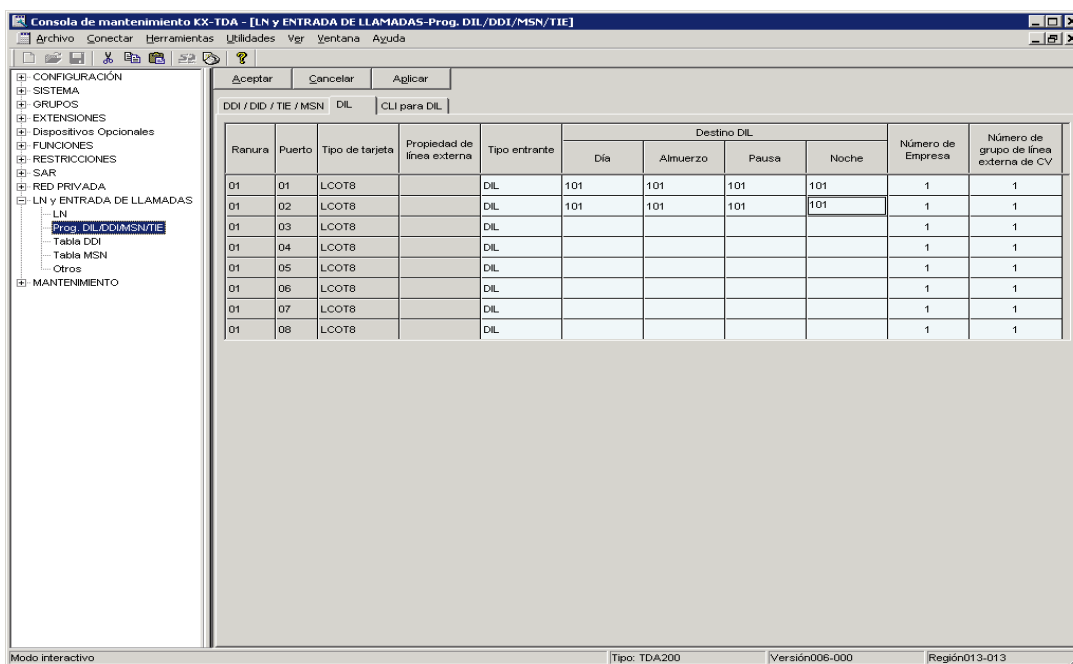 Consola de mantenimiento KX-TDA - [LN y ENTRADA DE LLAMADAS-Prog. DIL/DDI/MSN/TIE]
Archivo Conectar Herramientas Utilidades Ver Ventana Ayuda
CONFIGURACIÓN
SISTEMA
GRUPOS
EXTENSIONES
Dispositivos Opcionales
FUNCIONES
RESTRICCIONES
SAR
RED PRIVADA
LN y ENTRADA DE LLAMADAS
LN
Prog. DIL/DDI/MSN/TIE
Tabla DDI
Tabla MSN
Otros
MANTENIMIENTO
Aceptar Cancelar Aplicar
DDI / DID / TIE / MSN DIL CLI para DIL
Ranura Puerto Tipo de tarjeta Propiedad de línea externa Tipo entrante Destino DIL Número de Empresa Número de grupo de línea externa de CV
Día Almuerzo Pausa Noche
01 01 LCOT8 DIL 101 101 101 101 1 1
01 02 LCOT8 DIL 101 101 101 101 1 1
01 03 LCOT8 DIL 1 1
01 04 LCOT8 DIL 1 1
01 05 LCOT8 DIL 1 1
01 06 LCOT8 DIL 1 1
01 07 LCOT8 DIL 1 1
01 08 LCOT8 DIL 1 1
Modo interactivo Tipo: TDA200 Versión006-000 Región013-013